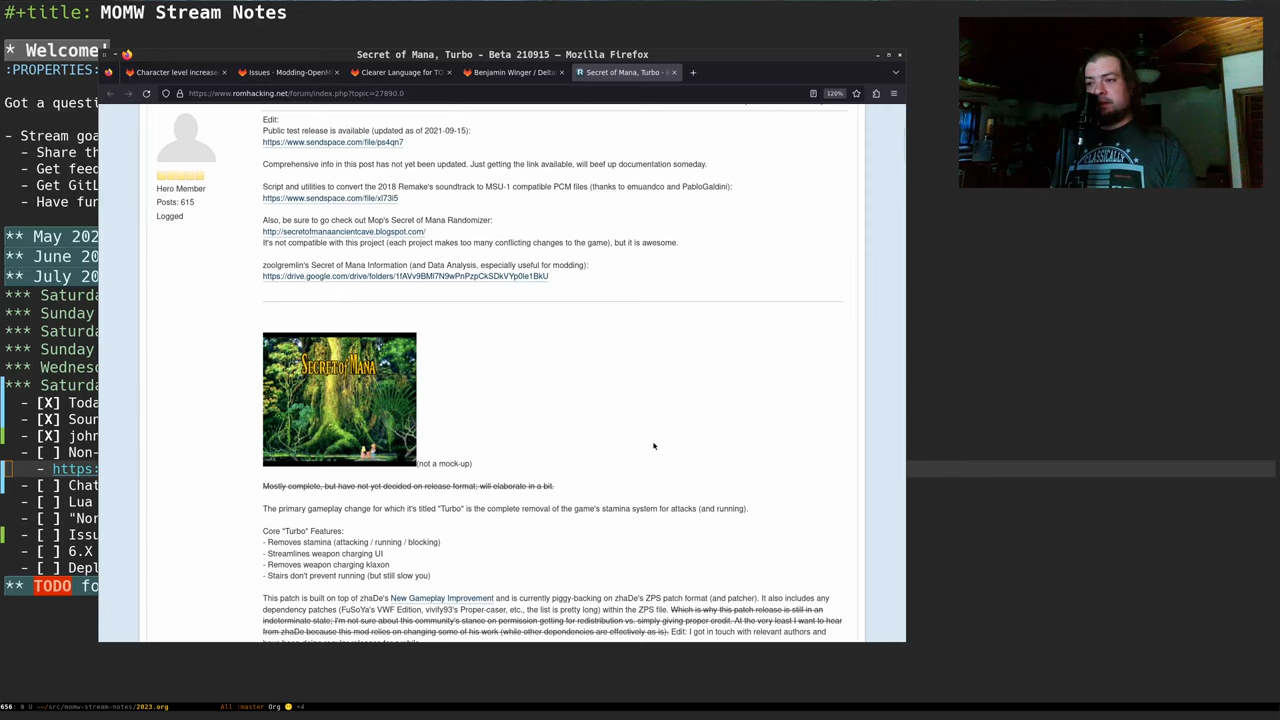 #+title: MOMW Stream Notes
* Welcome!
:PROPERTIES:
Got a questi
- Stream goa
- Share th
- Get feed
- Get GitL
- Have fun
** May 202
** June 20
** July 20
*** Saturda
*** Sunday
*** Saturda
*** Sunday
*** Wednesd
*** Saturda
- [X] Toda
- [X] Soun
- [X] john
- [ ] Non-
- https:
- [ ] Chat
- [ ] Lua
- [ ] "Nor
- [ ] Issu
- [ ] 6.X
- [ ] Depl
** TODO fo
Secret of Mana, Turbo - Beta 210915 — Mozilla Firefox
Character level increase
Issues · Modding-OpenM
Clearer Language for TO
Benjamin Winger / Delta
Secret of Mana, Turbo - B
https://www.romhacking.net/forum/index.php?topic=27890.0
120%
Hero Member
Posts: 615
Logged
Edit:
Public test release is available (updated as of 2021-09-15):
https://www.sendspace.com/file/ps4qn7
Comprehensive info in this post has not yet been updated. Just getting the link available, will beef up documentation someday.
Script and utilities to convert the 2018 Remake's soundtrack to MSU-1 compatible PCM files (thanks to emuandco and PabloGaldini):
https://www.sendspace.com/file/xl73i5
Also, be sure to go check out Mop's Secret of Mana Randomizer:
http://secretofmanaancientcave.blogspot.com/
It's not compatible with this project (each project makes too many conflicting changes to the game), but it is awesome.
zoolgremlin's Secret of Mana Information (and Data Analysis, especially useful for modding):
https://drive.google.com/drive/folders/1fAVv9BMl7N9wPnPzpCkSDkVYp0le1BkU
SECRET of MANA
(not a mock-up)
Mostly complete, but have not yet decided on release format; will elaborate in a bit.
The primary gameplay change for which it's titled "Turbo" is the complete removal of the game's stamina system for attacks (and running).
Core "Turbo" Features:
- Removes stamina (attacking / running / blocking)
- Streamlines weapon charging UI
- Removes weapon charging klaxon
- Stairs don't prevent running (but still slow you)
This patch is built on top of zhaDe's New Gameplay Improvement and is currently piggy-backing on zhaDe's ZPS patch format (and patcher). It also includes any
dependency patches (FuSoYa's VWF Edition, vivify93's Proper-caser, etc., the list is pretty long) within the ZPS file. Which is why this patch release is still in an
indeterminate state; I'm not sure about this community's stance on permission getting for redistribution vs. simply giving proper credit. At the very least I want to hear
from zhaDe because this mod relies on changing some of his work (while other dependencies are effectively as is). Edit: I got in touch with relevant authors and
CLASSICALLY
656: 0 U ~~/src/momw-stream-notes/2023.org
All :master Org
+4